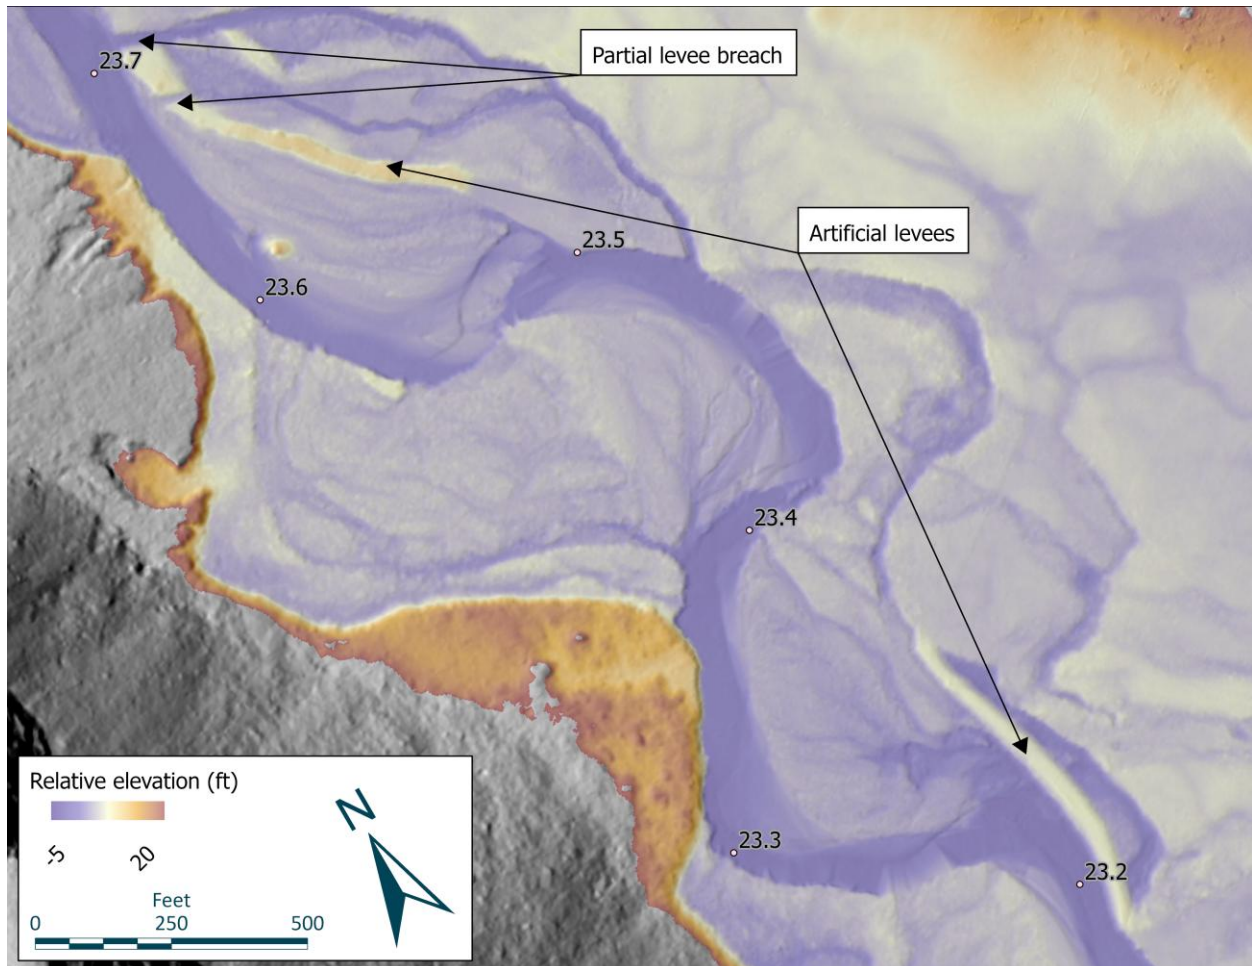 Partial levee breach
23.7
Artificial levees
23.5
23.6
23.4
23.3
23.2
Relative elevation (ft)
-5
20
N
Feet
0
250
500